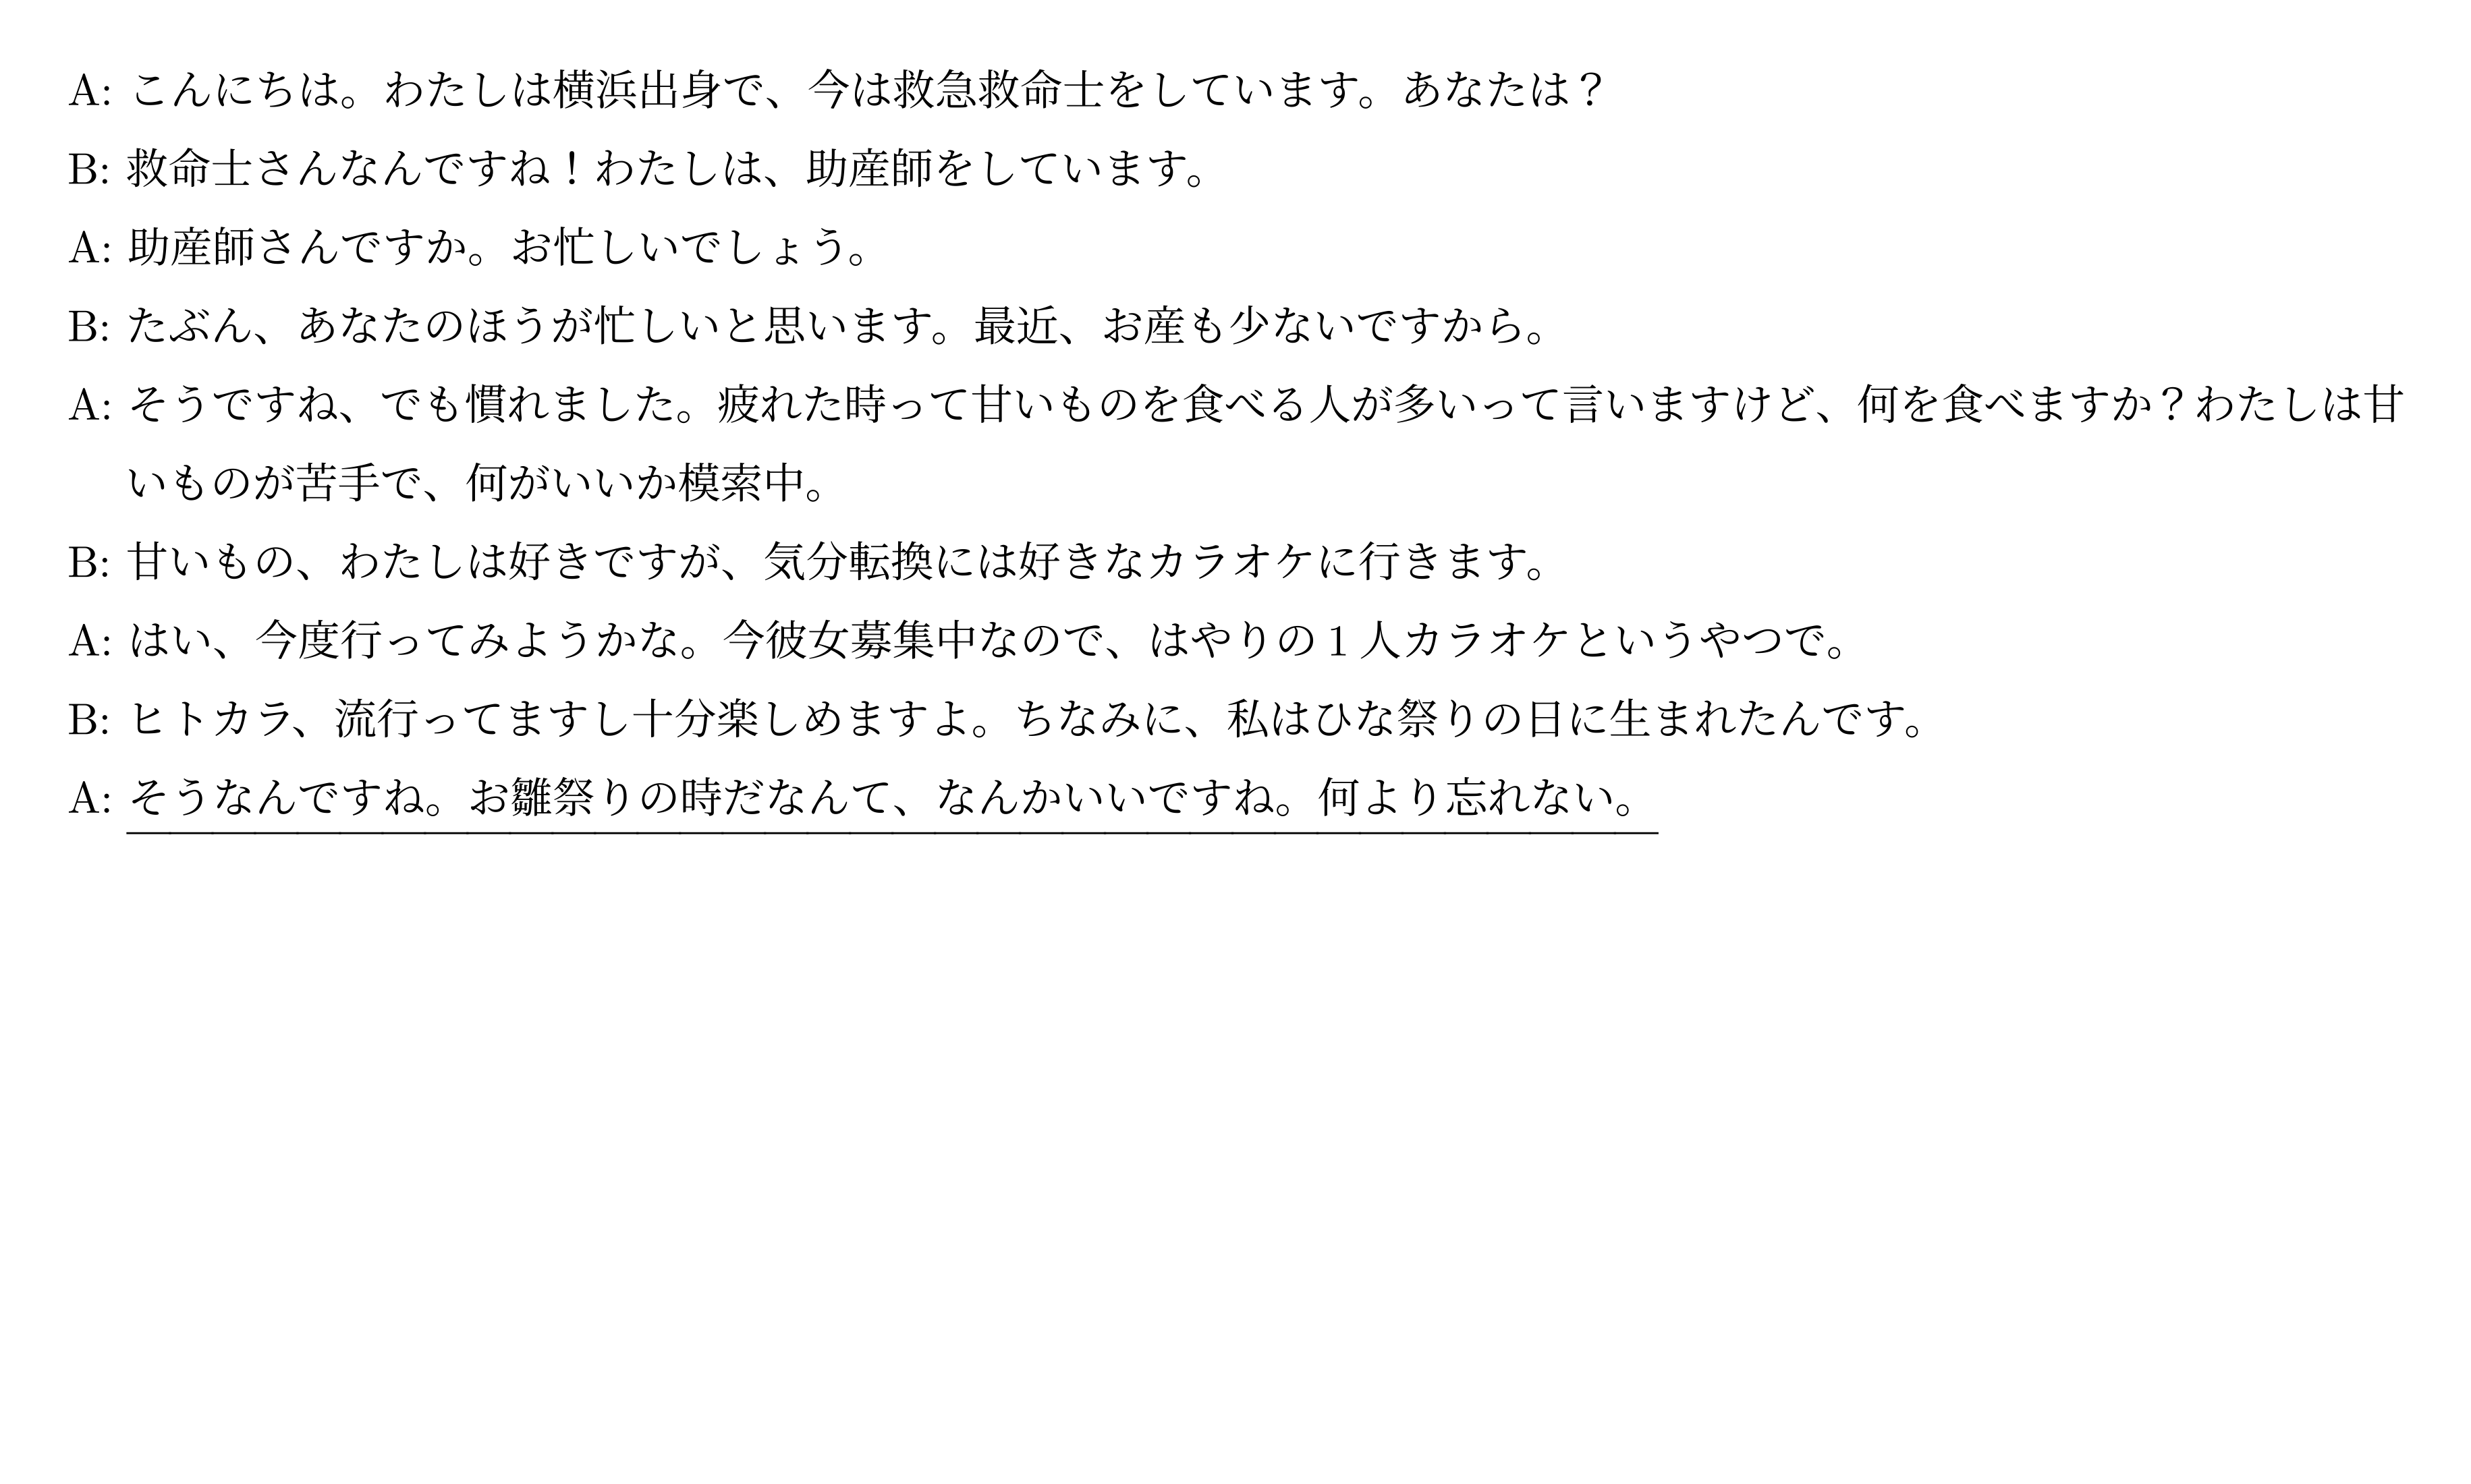 A: こんにちは。わたしは横浜出身で、今は救急救命士をしています。あなたは？
B: 救命士さんなんですね！わたしは、助産師をしています。
A: 助産師さんですか。お忙しいでしょう。
B: たぶん、あなたのほうが忙しいと思います。最近、お産も少ないですから。
A: そうですね、でも慣れました。疲れた時って甘いものを食べる人が多いって言いますけど、何を食べますか？わたしは甘
いものが苦手で、何がいいか模索中。
B: 甘いもの、わたしは好きですが、気分転換には好きなカラオケに行きます。
A: はい、今度行ってみようかな。今彼女募集中なので、はやりの 1 人カラオケというやつで。
B: ヒトカラ、流行ってますし十分楽しめますよ。ちなみに、私はひな祭りの日に生まれたんです。
A: そうなんですね。お雛祭りの時だなんて、なんかいいですね。何より忘れない。